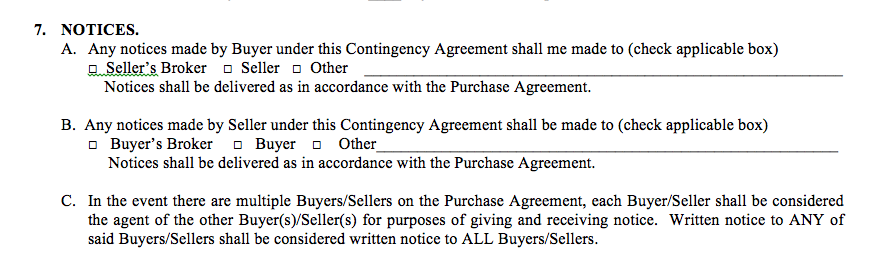 7. NOTICES.
A. Any notices made by Buyer under this Contingency Agreement shall me made to (check applicable box)
□ Seller's Broker □ Seller □ Other ____________________
Notices shall be delivered as in accordance with the Purchase Agreement.
B. Any notices made by Seller under this Contingency Agreement shall be made to (check applicable box)
□ Buyer's Broker □ Buyer □ Other____________________
Notices shall be delivered as in accordance with the Purchase Agreement.
C. In the event there are multiple Buyers/Sellers on the Purchase Agreement, each Buyer/Seller shall be considered
the agent of the other Buyer(s)/Seller(s) for purposes of giving and receiving notice. Written notice to ANY of
said Buyers/Sellers shall be considered written notice to ALL Buyers/Sellers.